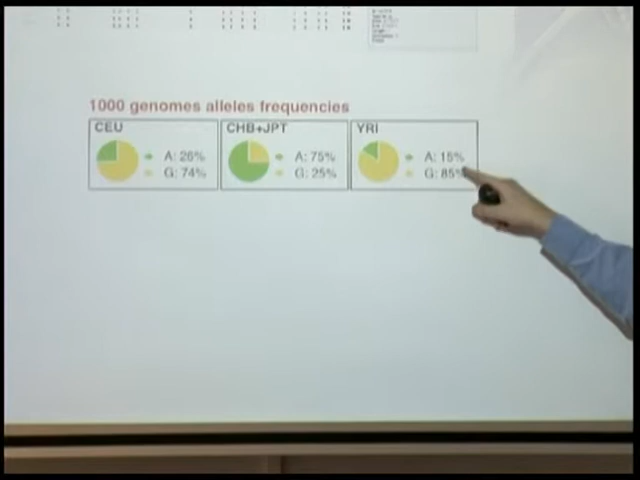 1000 genomes alleles frequencies
CEU
A: 26%
G: 74%
CHB+JPT
A: 75%
G: 25%
YRI
A: 15%
G: 85%